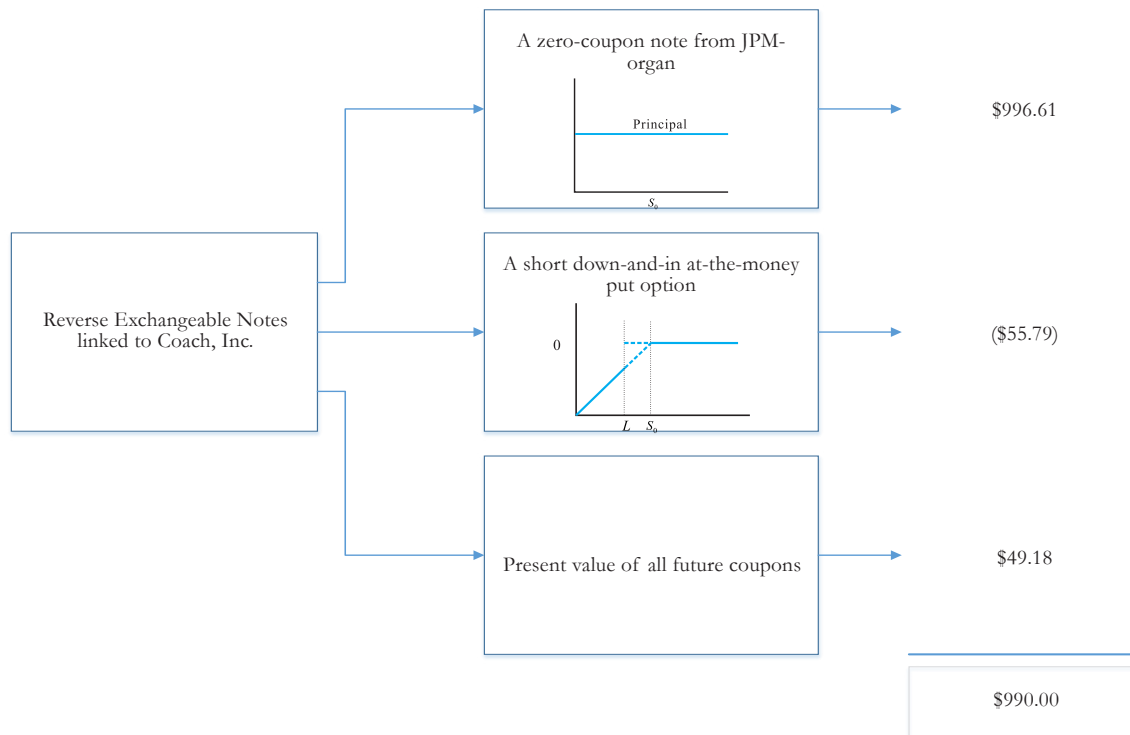 A zero-coupon note from JPM-
organ
Principal
S₀
$996.61
Reverse Exchangeable Notes
linked to Coach, Inc.
A short down-and-in at-the-money
put option
0
L S₀
($55.79)
Present value of all future coupons
$49.18
$990.00